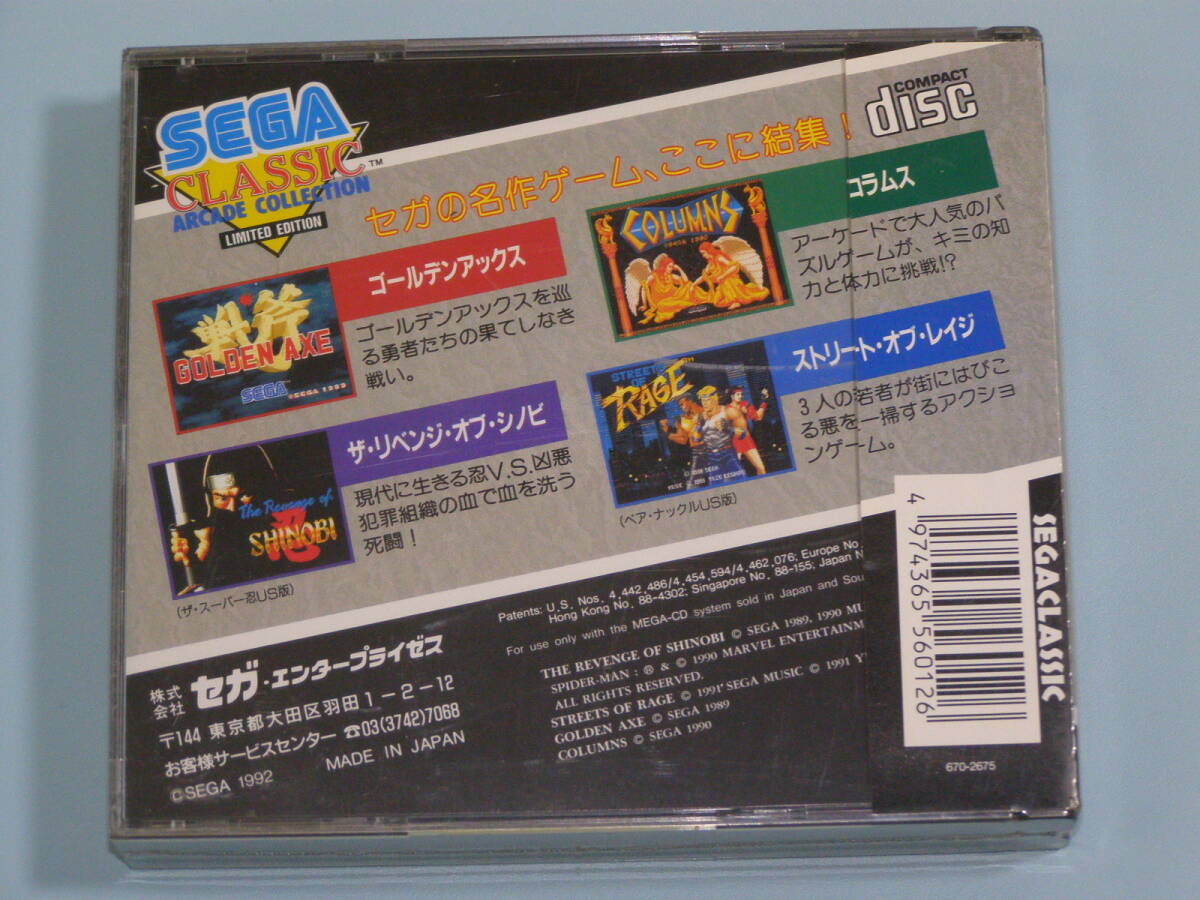 SEGA
CLASSIC™
ARCADE COLLECTION
LIMITED EDITION
COMPACT
disc
セガの名作ゲーム、ここに結集！
戦斧
GOLDEN AXE
SEGA ©SEGA 1989
ゴールデンアックス
ゴールデンアックスを巡
る勇者たちの果てしなき
戦い。
COLUMNS
コラムス
アーケードで大人気のパ
ズルゲームが、キミの知
力と体力に挑戦!?
The Revenge of
SHINOBI
忍
ザ・リベンジ・オブ・シノビ
現代に生きる忍V.S.凶悪
犯罪組織の血で血を洗う
死闘！
(ザ・スーパー忍US版)
STREETS
OF
RAGE
ストリート・オブ・レイジ
3人の若者が街にはびこ
る悪を一掃するアクショ
ンゲーム。
(ベア・ナックルUS版)
Patents: U.S. Nos. 4,442,486/4,454,594/4,462,076; Europe No
Hong Kong No. 88-4302; Singapore No. 88-155; Japan N
For use only with the MEGA-CD system sold in Japan and Sou
THE REVENGE OF SHINOBI © SEGA 1989, 1990 MU
SPIDER-MAN : ® & © 1990 MARVEL ENTERTAINM
ALL RIGHTS RESERVED.
STREETS OF RAGE © 1991 SEGA MUSIC © 1991 Y
GOLDEN AXE © SEGA 1989
COLUMNS © SEGA 1990
株式会社 セガ・エンタープライゼス
〒144 東京都大田区羽田1-2-12
お客様サービスセンター ☎03(3742)7068
©SEGA 1992 MADE IN JAPAN
4 974365 560126
670-2675
SEGACLASSIC